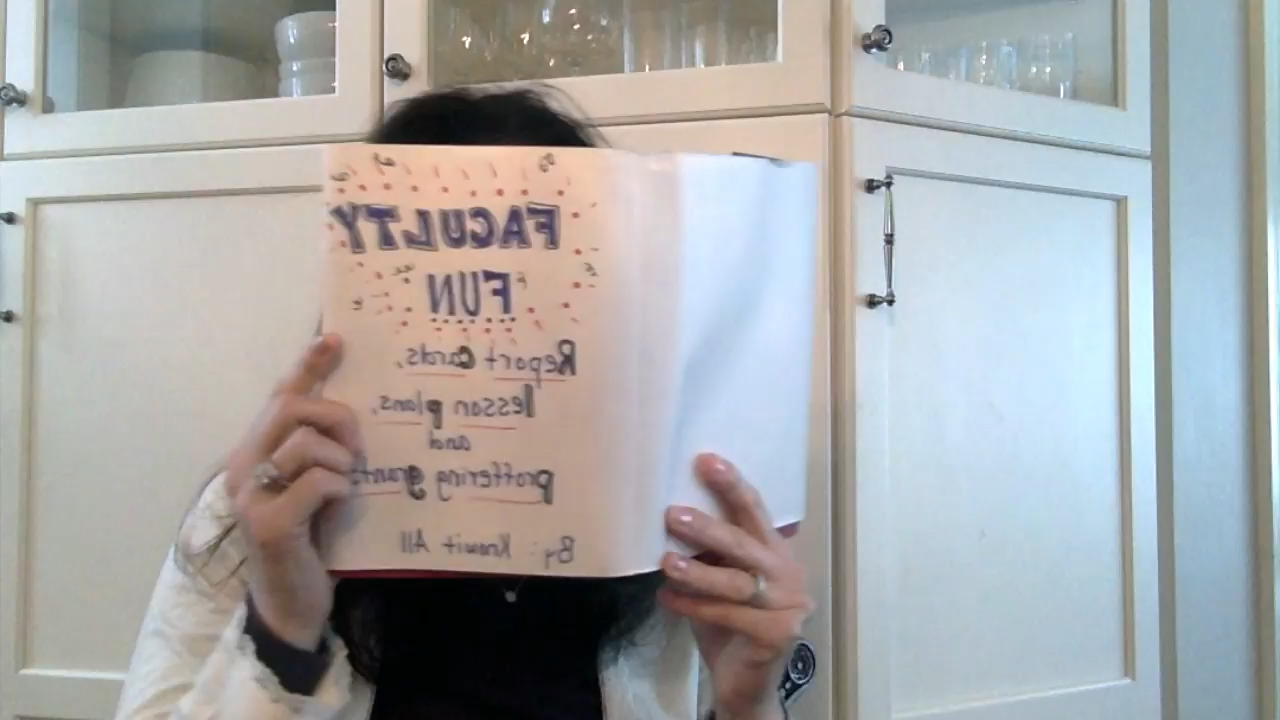 FACULTY
FUN
Report cards,
lesson plans,
and
proffering grants
By: Knowit All